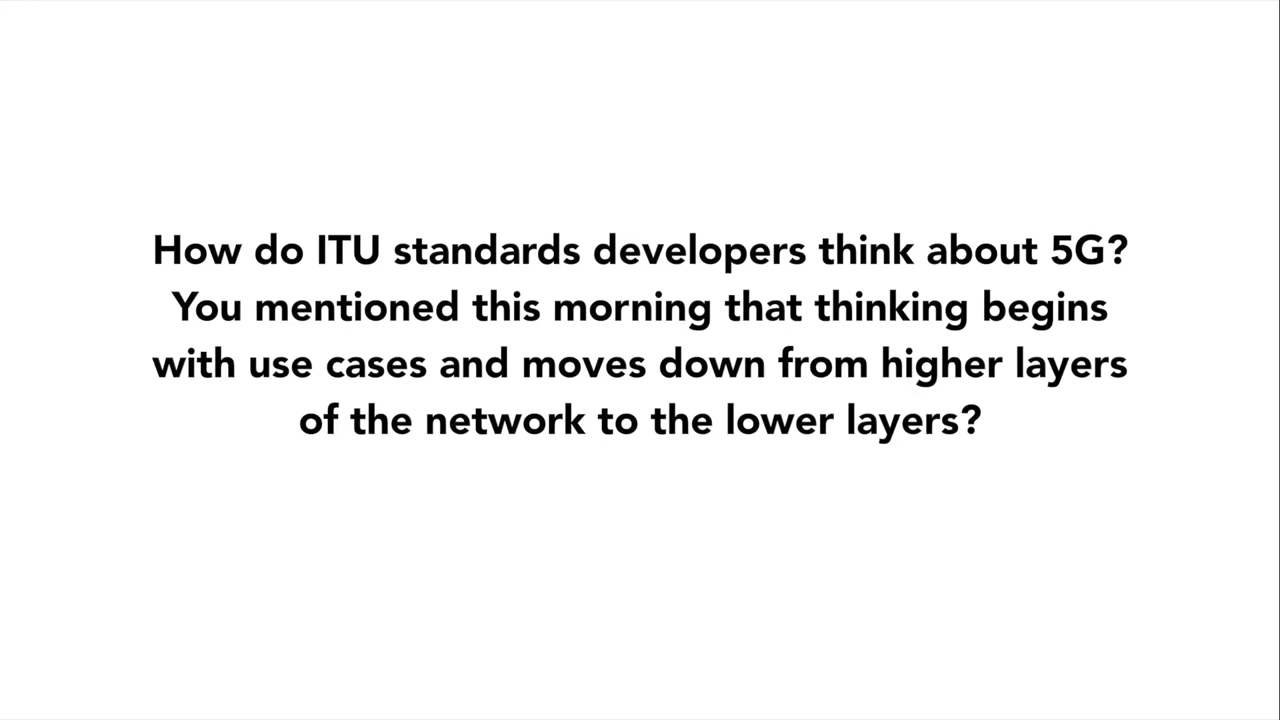 How do ITU standards developers think about 5G?
You mentioned this morning that thinking begins
with use cases and moves down from higher layers
of the network to the lower layers?